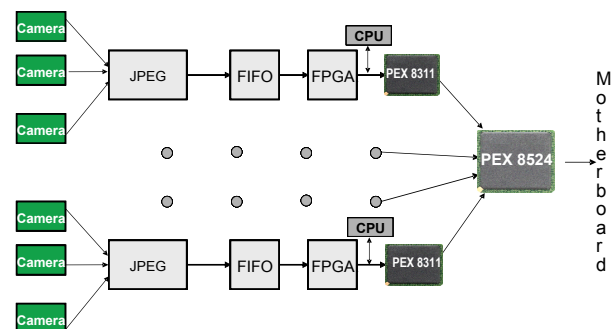 Camera
Camera
Camera
JPEG
FIFO
FPGA
CPU
PEX 8311
PEX 8524
Motherboard
Camera
Camera
Camera
JPEG
FIFO
FPGA
CPU
PEX 8311